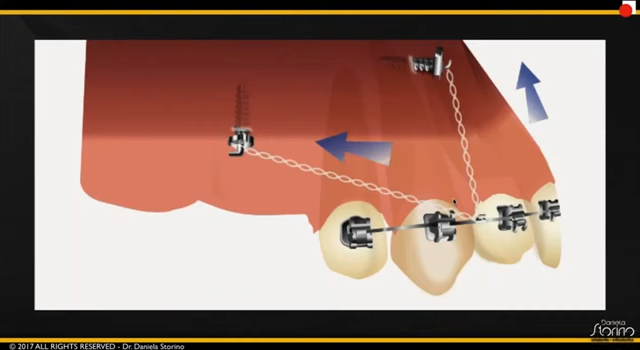 Daniela
Storino
© 2017 ALL RIGHTS RESERVED - Dr. Daniela Storino